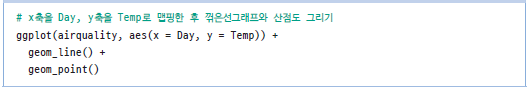 # x축을 Day, y축을 Temp로 맵핑한 후 꺾은선그래프와 산점도 그리기
ggplot(airquality, aes(x = Day, y = Temp)) +
  geom_line() +
  geom_point()